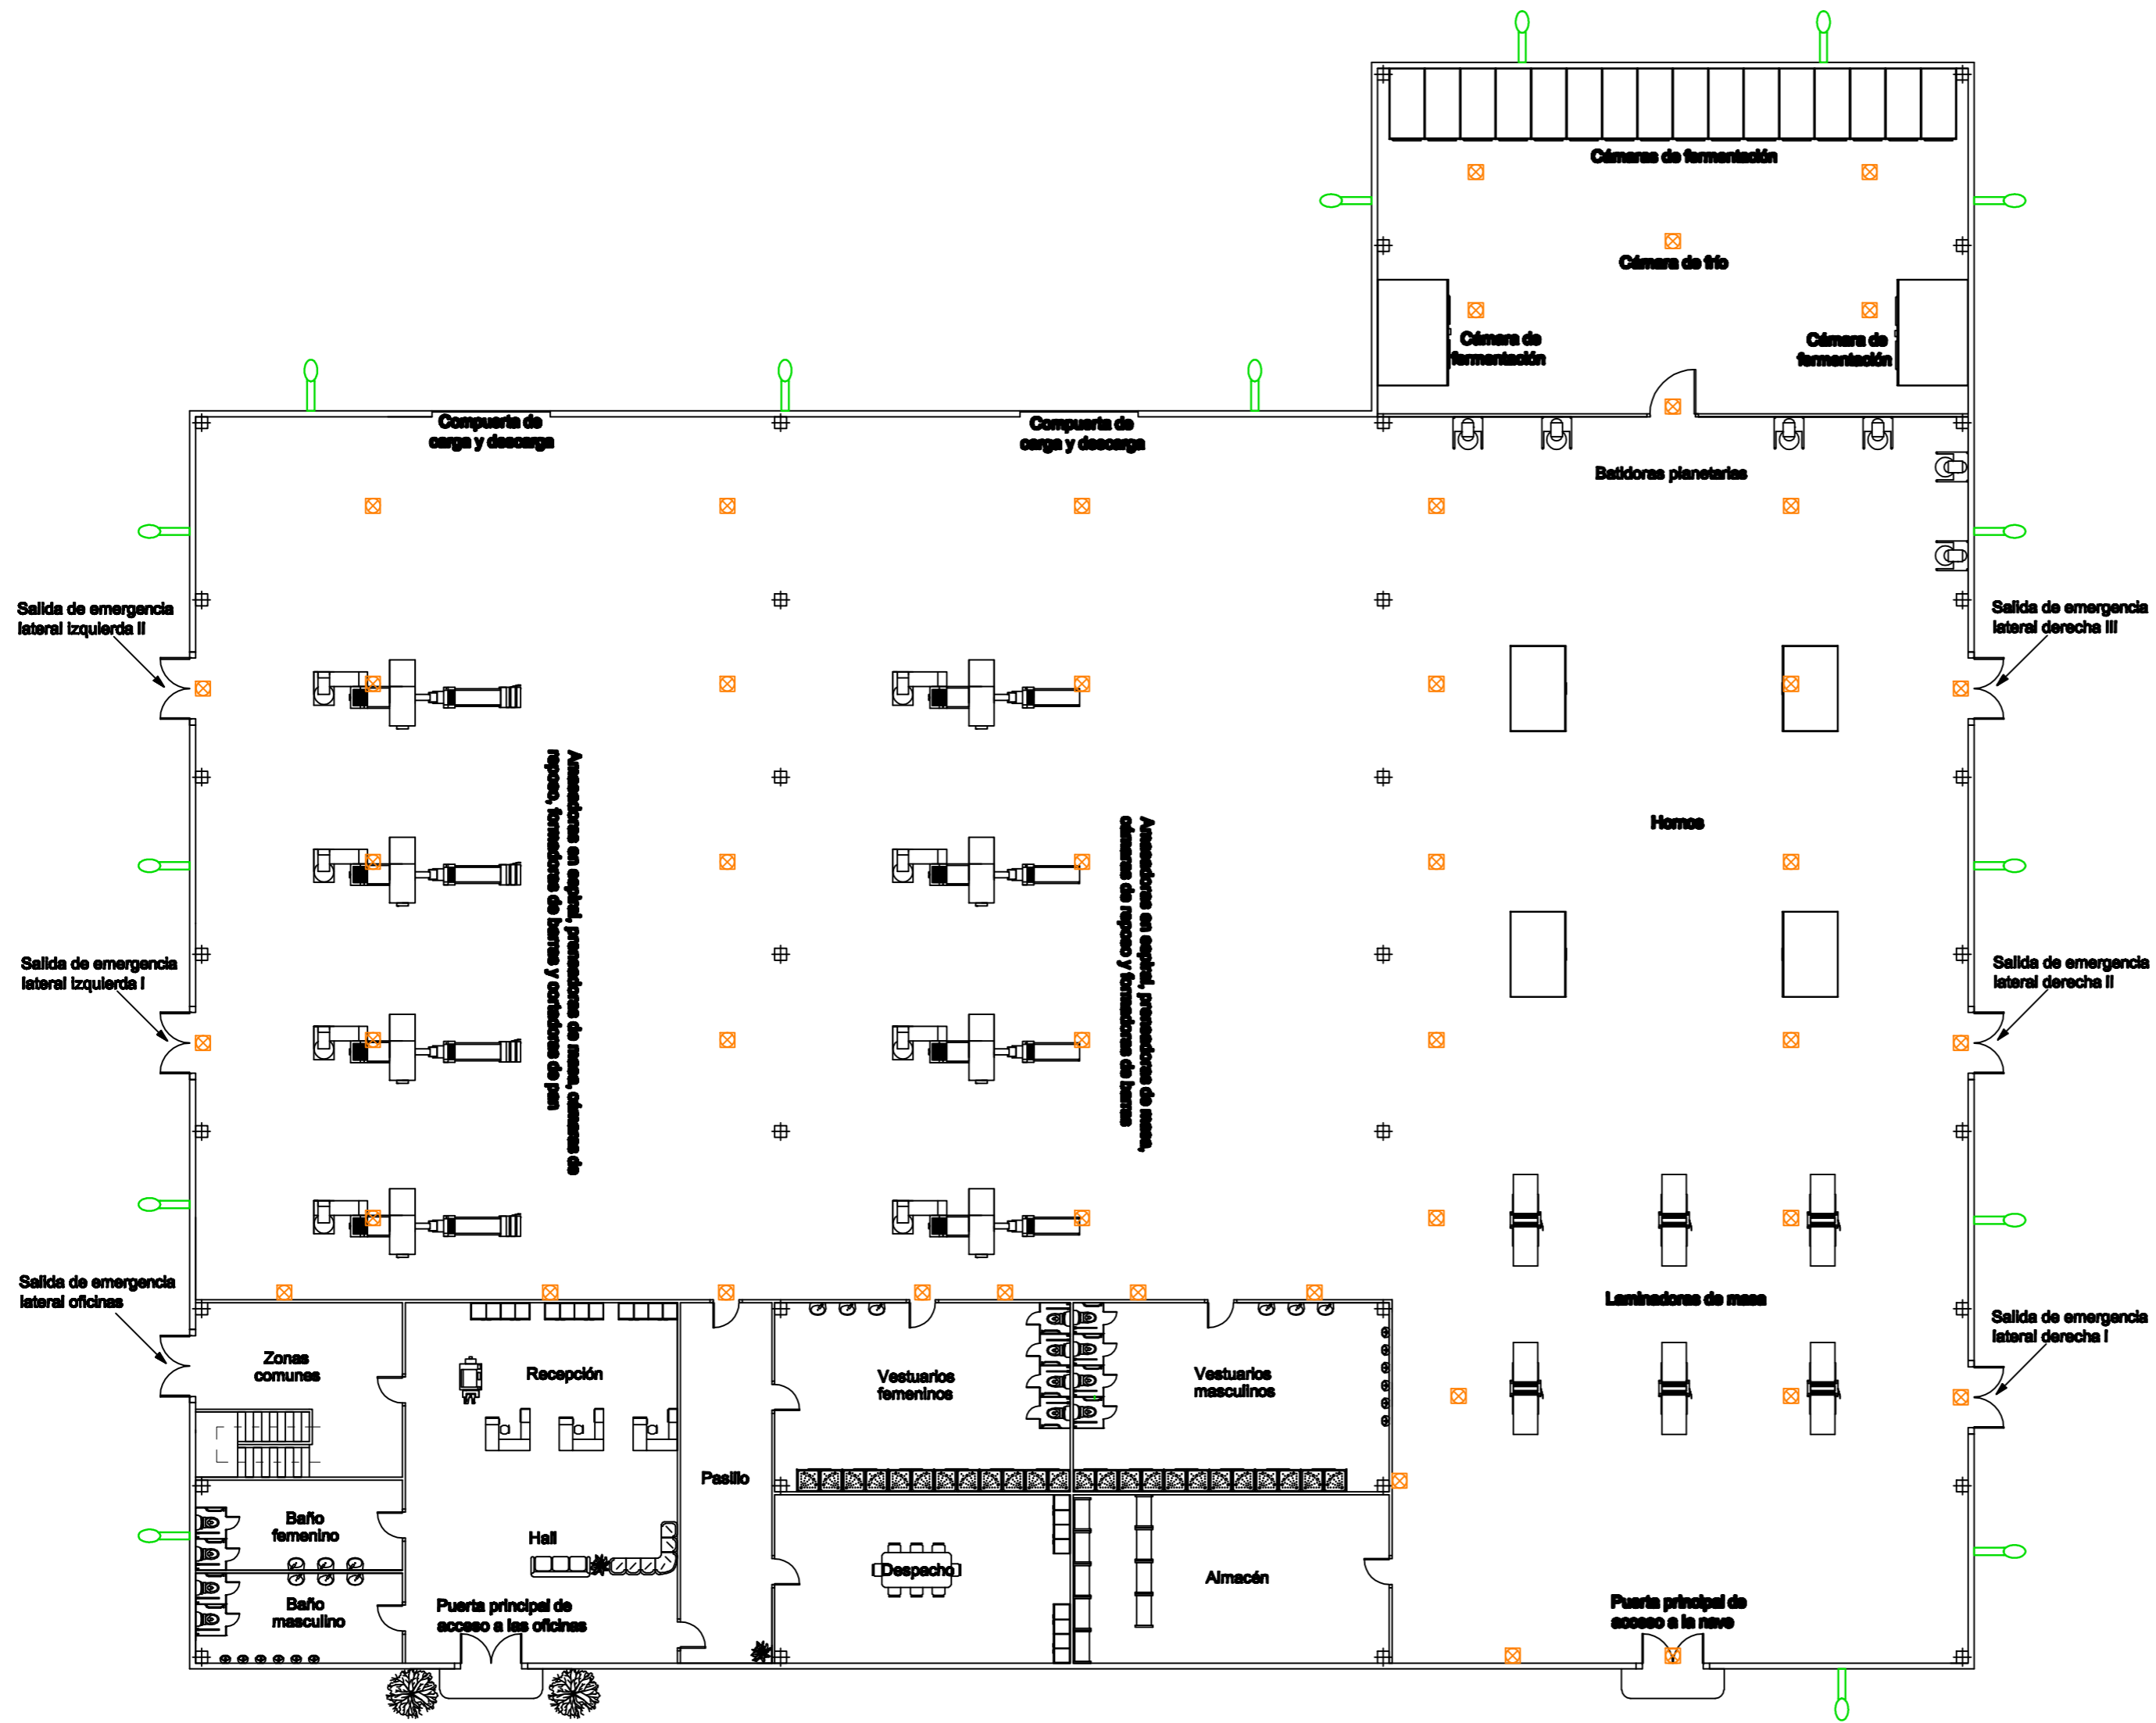 Cámaras de fermentación
Cámara de frío
Cámara de
fermentación
Cámara de
fermentación
Compuerta de
carga y descarga
Compuerta de
carga y descarga
Batidoras planetarias
Salida de emergencia
lateral izquierda II
Salida de emergencia
lateral derecha III
Amasadoras en espiral, prensadoras de masa, cámaras de
reposo, formadoras de barras y cortadoras de pan
Amasadoras en espiral, prensadoras de masa,
cámaras de reposo y formadoras de barras
Hornos
Salida de emergencia
lateral izquierda I
Salida de emergencia
lateral derecha II
Salida de emergencia
lateral oficinas
Laminadoras de masa
Salida de emergencia
lateral derecha I
Zonas
comunes
Recepción
Vestuarios
femeninos
Vestuarios
masculinos
Pasillo
Baño
femenino
Hall
Despacho
Almacén
Baño
masculino
Puerta principal de
acceso a las oficinas
Puerta principal de
acceso a la nave